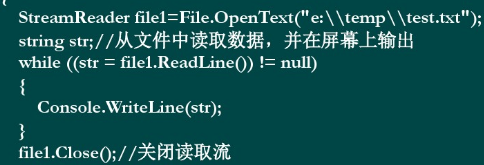 {
StreamReader file1=File.OpenText("e:\\temp\\test.txt");
string str;//从文件中读取数据，并在屏幕上输出
while ((str = file1.ReadLine()) != null)
{
Console.WriteLine(str);
}
file1.Close();//关闭读取流